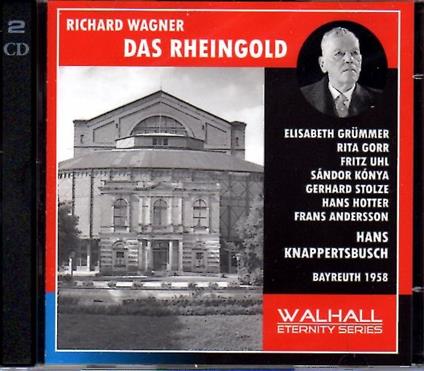 2
CD
RICHARD WAGNER
DAS RHEINGOLD
ELISABETH GRÜMMER
RITA GORR
FRITZ UHL
SÁNDOR KÓNYA
GERHARD STOLZE
HANS HOTTER
FRANS ANDERSSON
HANS
KNAPPERTSBUSCH
BAYREUTH 1958
WALHALL
ETERNITY SERIES